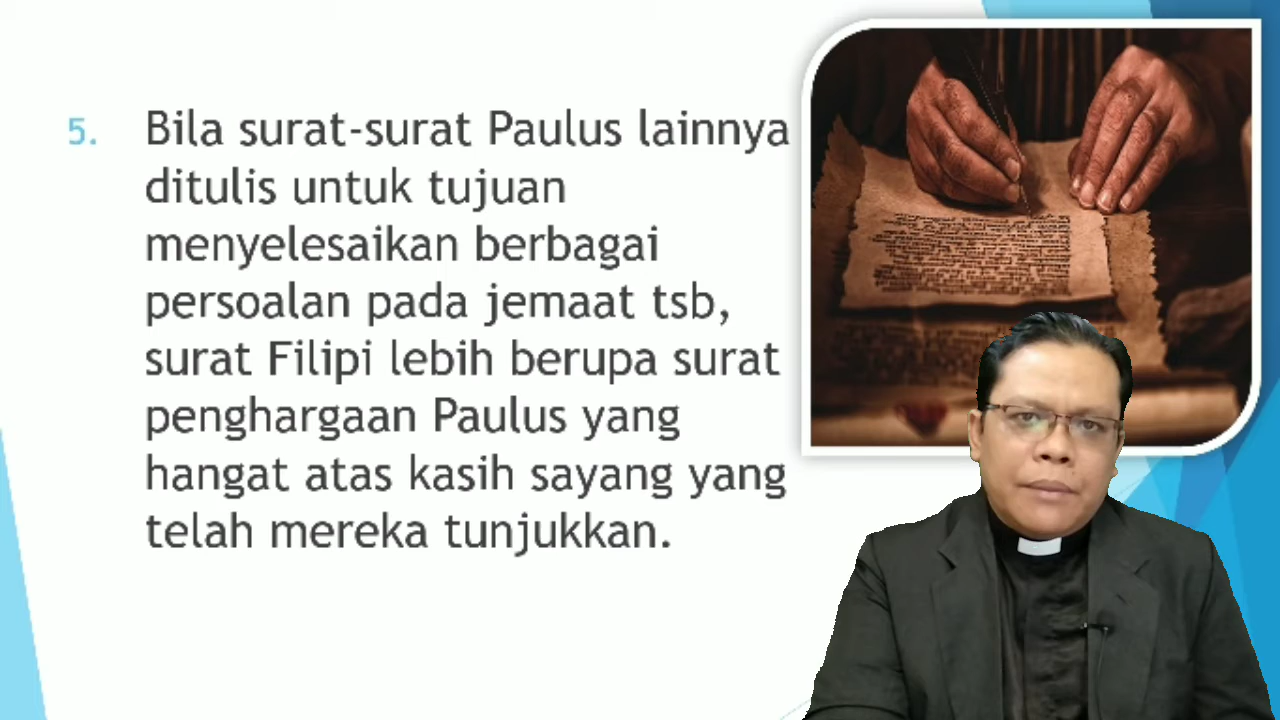 5. Bila surat-surat Paulus lainnya
ditulis untuk tujuan
menyelesaikan berbagai
persoalan pada jemaat tsb,
surat Filipi lebih berupa surat
penghargaan Paulus yang
hangat atas kasih sayang yang
telah mereka tunjukkan.